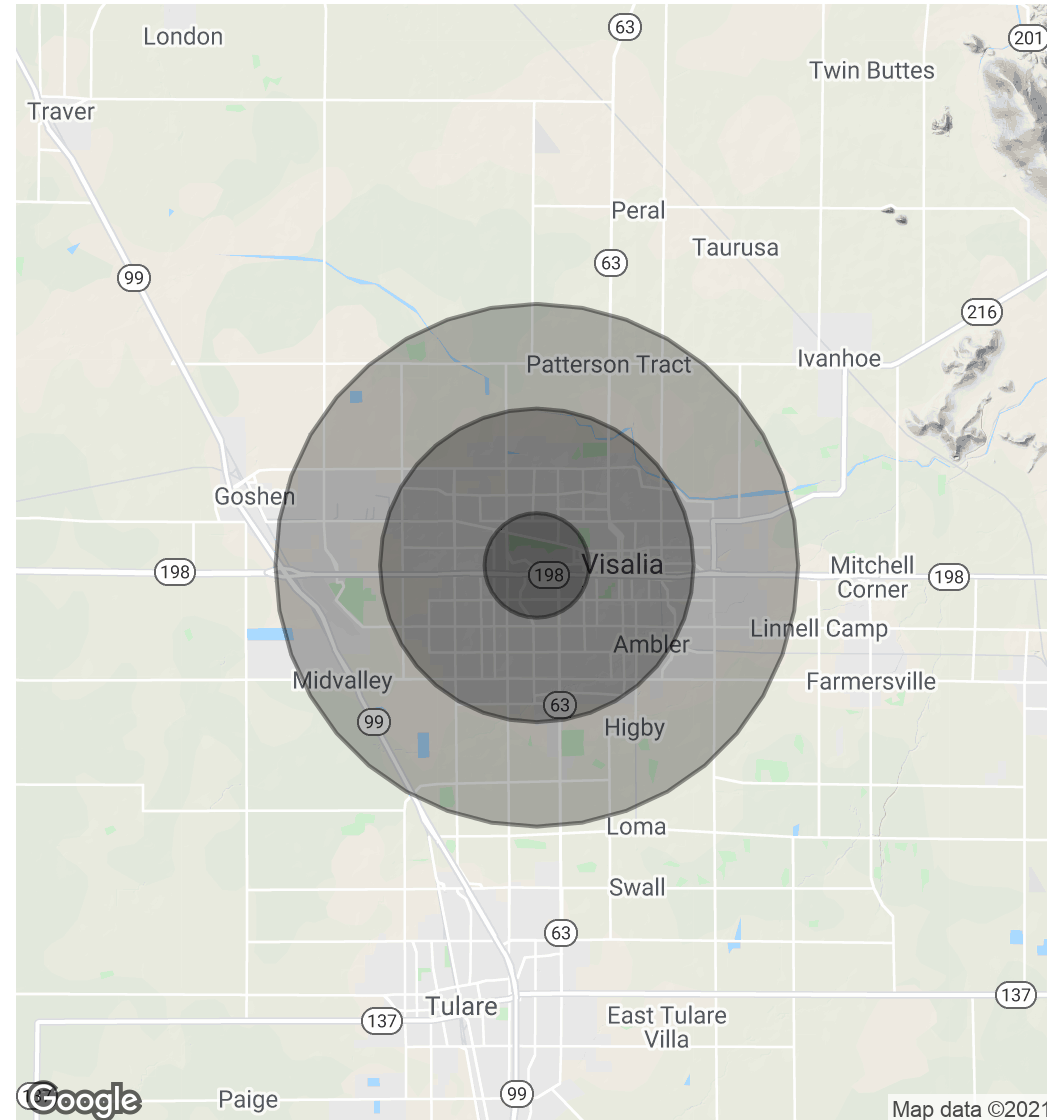 63
London
201
Twin Buttes
Traver
Peral
Taurusa
63
99
216
Ivanhoe
Patterson Tract
Goshen
Visalia
198
198
Mitchell
Corner
198
Linnell Camp
Ambler
Midvalley
Farmersville
63
99
Higby
Loma
Swall
63
137
Tulare
137
East Tulare
Villa
99
137
Google
Paige
Map data ©2021